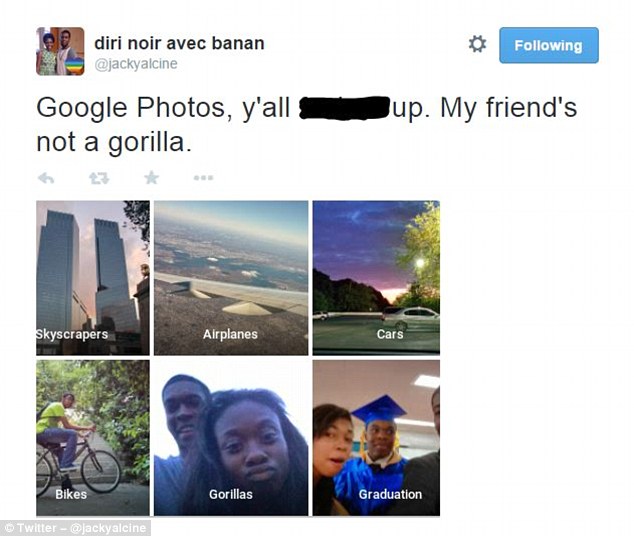 diri noir avec banan
@jackyalcine
Following
Google Photos, y'all up. My friend's
not a gorilla.
Skyscrapers
Airplanes
Cars
Bikes
Gorillas
Graduation
© Twitter – @jackyalcine